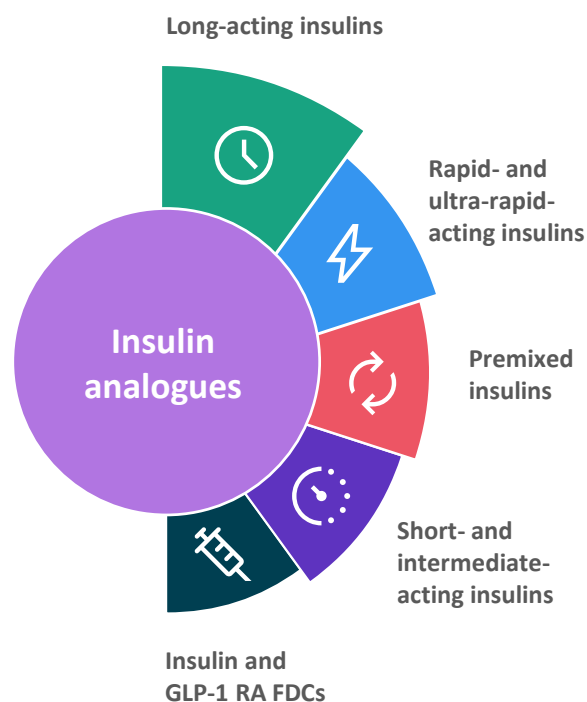 Long-acting insulins
Rapid- and
ultra-rapid-
acting insulins
Insulin
analogues
Premixed
insulins
Short- and
intermediate-
acting insulins
Insulin and
GLP-1 RA FDCs